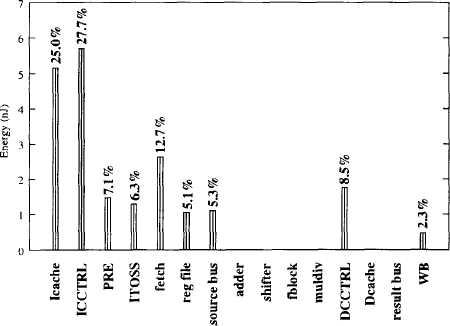 Energy (nJ)
7
6
5
4
3
2
1
0
25.0%
27.7%
7.1%
6.3%
12.7%
5.1%
5.3%
8.5%
2.3%
Icache
ICCTRL
PRE
ITOSS
fetch
reg file
source bus
adder
shifter
fblock
muldiv
DCCTRL
Dcache
result bus
WB